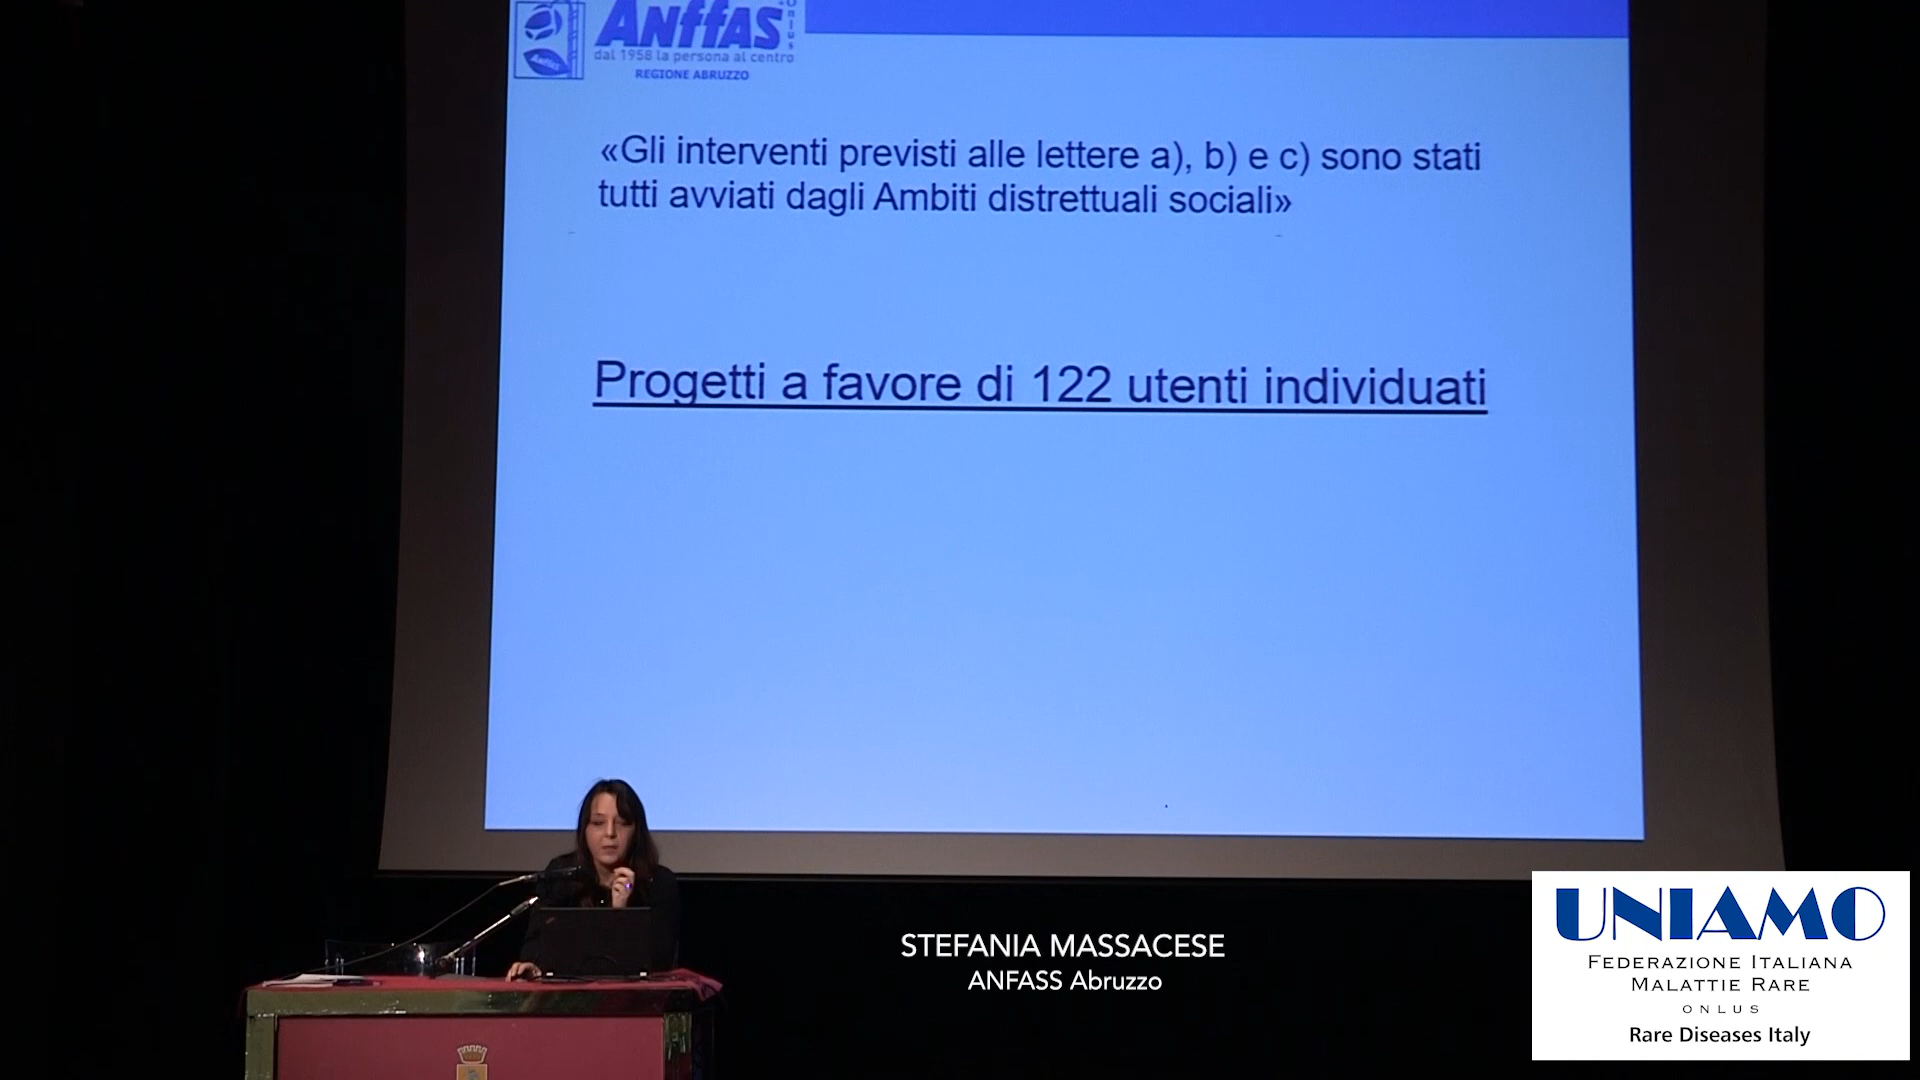 AnffAS
Onlus
dal 1958 la persona al centro
REGIONE ABRUZZO
«Gli interventi previsti alle lettere a), b) e c) sono stati
tutti avviati dagli Ambiti distrettuali sociali»
Progetti a favore di 122 utenti individuati
STEFANIA MASSACESE
ANFASS Abruzzo
UNIAMO
FEDERAZIONE ITALIANA
MALATTIE RARE
ONLUS
Rare Diseases Italy